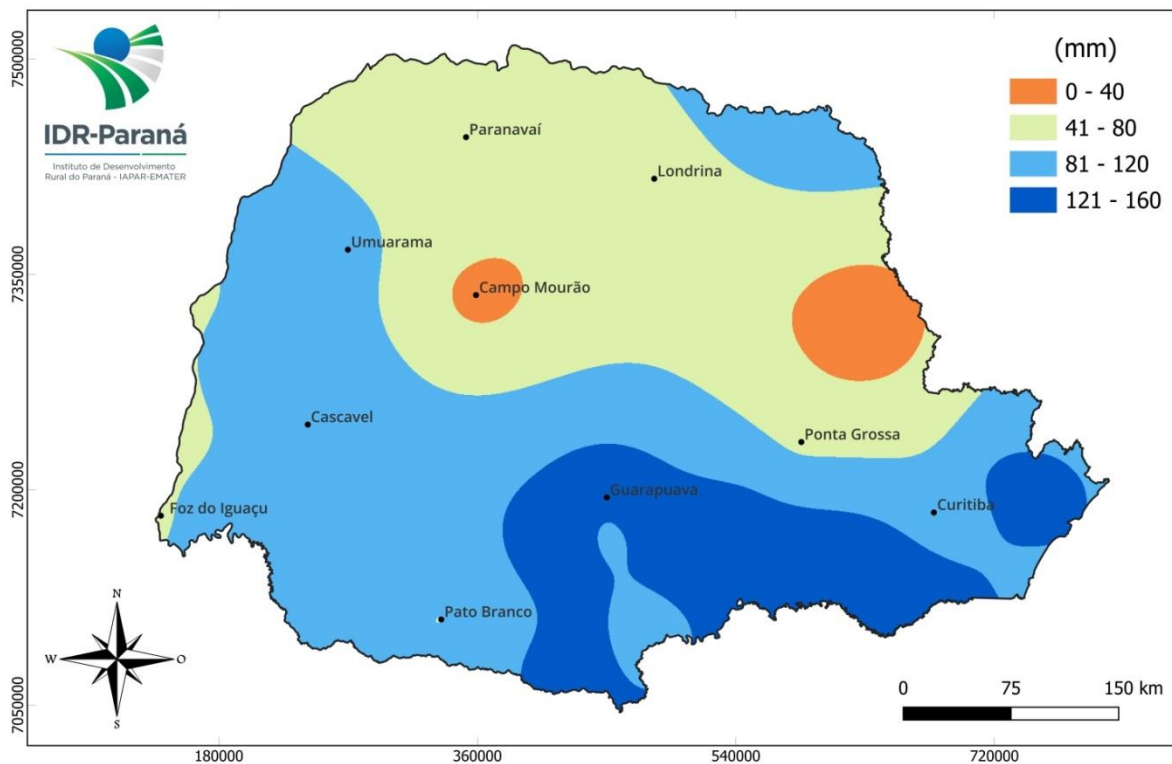 IDR-Paraná
Instituto de Desenvolvimento
Rural do Paraná - IAPAR-EMATER
(mm)
0 - 40
41 - 80
81 - 120
121 - 160
Paranavaí
Londrina
Umuarama
Campo Mourão
Cascavel
Ponta Grossa
Guarapuava
Foz do Iguaçu
Curitiba
Pato Branco
N
W
O
S
0
75
150 km
7500000
7350000
7200000
7050000
180000
360000
540000
720000